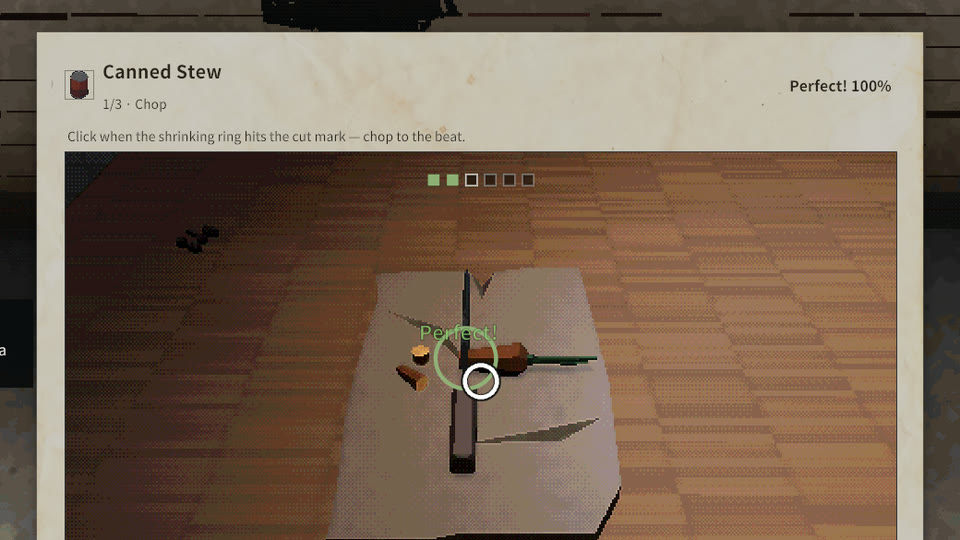 Canned Stew
1/3 · Chop
Perfect! 100%
Click when the shrinking ring hits the cut mark — chop to the beat.
Perfect!
a